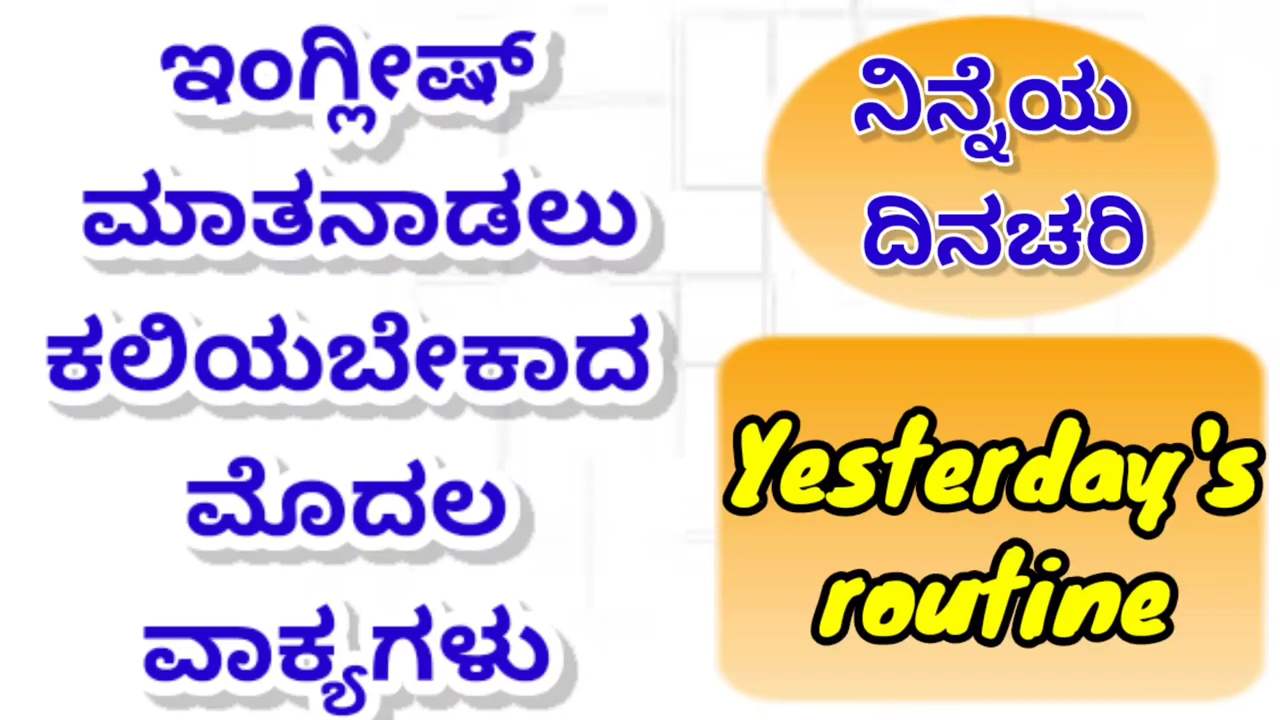 ಇಂಗ್ಲೀಷ್
ಮಾತನಾಡಲು
ಕಲಿಯಬೇಕಾದ
ಮೊದಲ
ವಾಕ್ಯಗಳು
ನಿನ್ನೆಯ
ದಿನಚರಿ
Yesterday's
routine